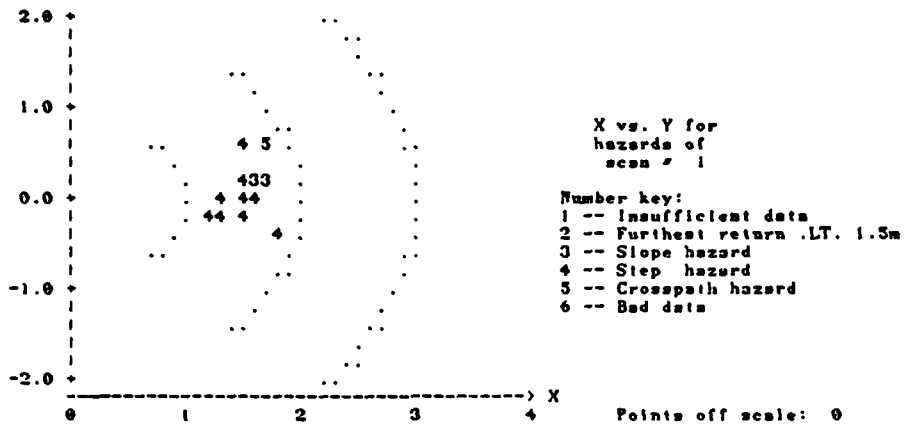 2.0
1.0
4 5
433
0.0
4 44
44 4
4
-1.0
-2.0
X
0 1 2 3 4
X vs. Y for
hazards of
scan # 1
Number key:
1 -- Insufficient data
2 -- Furthest return .LT. 1.5m
3 -- Slope hazard
4 -- Step hazard
5 -- Crosspath hazard
6 -- Bad data
Points off scale: 0